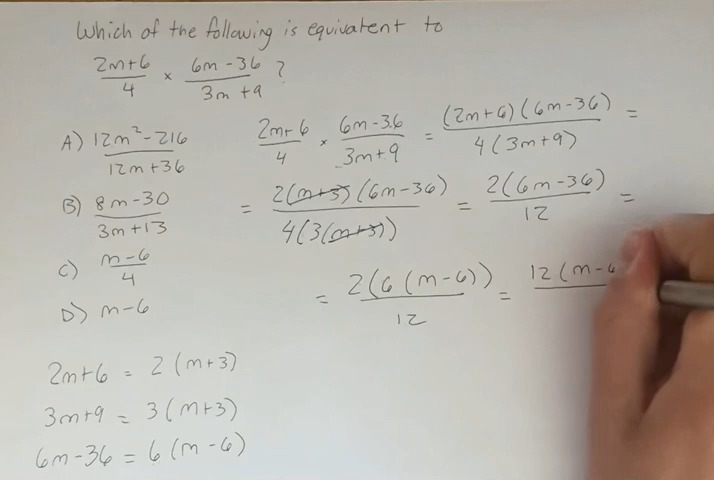 Which of the following is equivalent to
2m+6/4 × 6m-36/3m+9 ?
A) 12m²-216/12m+36
2m+6/4 × 6m-36/3m+9 = (2m+6)(6m-36)/4(3m+9) =
B) 8m-30/3m+13
= 2(m+3)(6m-36)/4(3(m+3)) = 2(6m-36)/12 =
C) m-6/4
= 2(6(m-6))/12 = 12(m-6
D) m-6
2m+6 = 2(m+3)
3m+9 = 3(m+3)
6m-36 = 6(m-6)